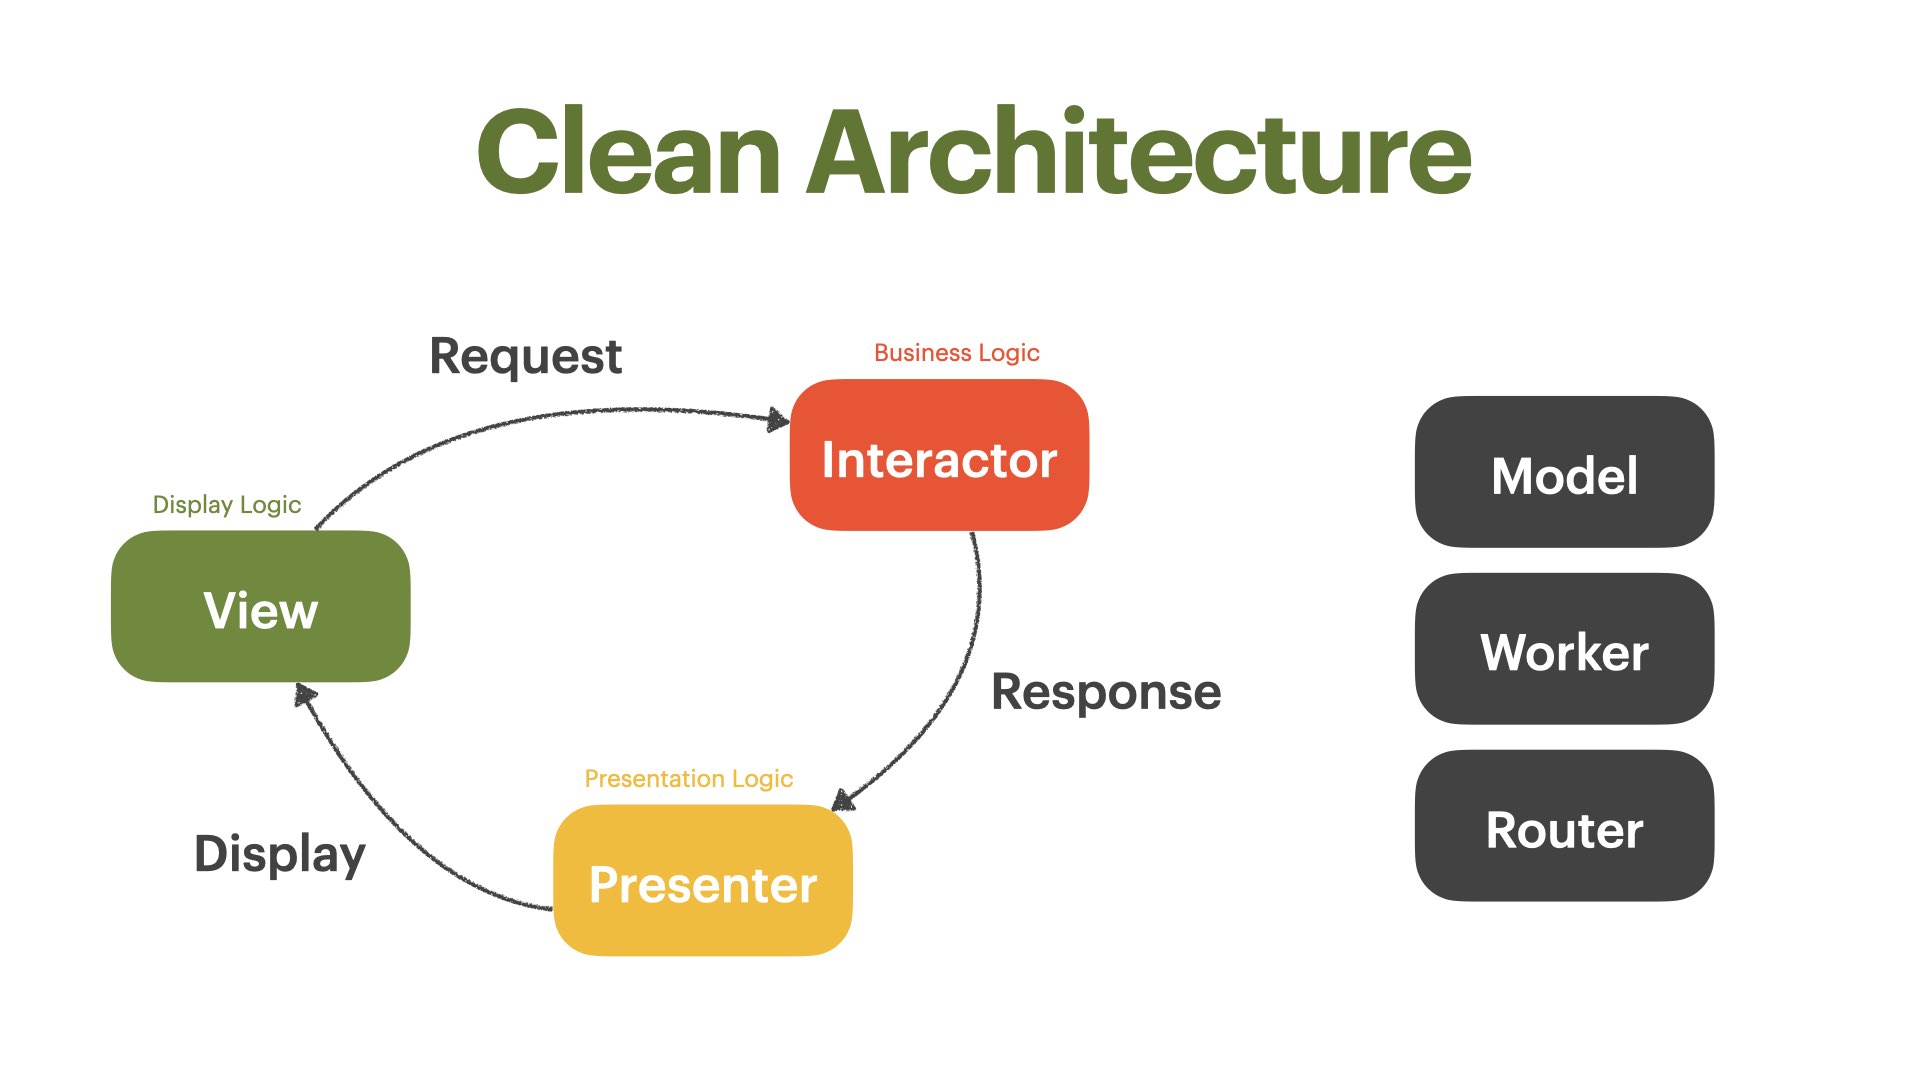 Clean Architecture
Request
Business Logic
Interactor
Display Logic
View
Response
Presentation Logic
Presenter
Display
Model
Worker
Router